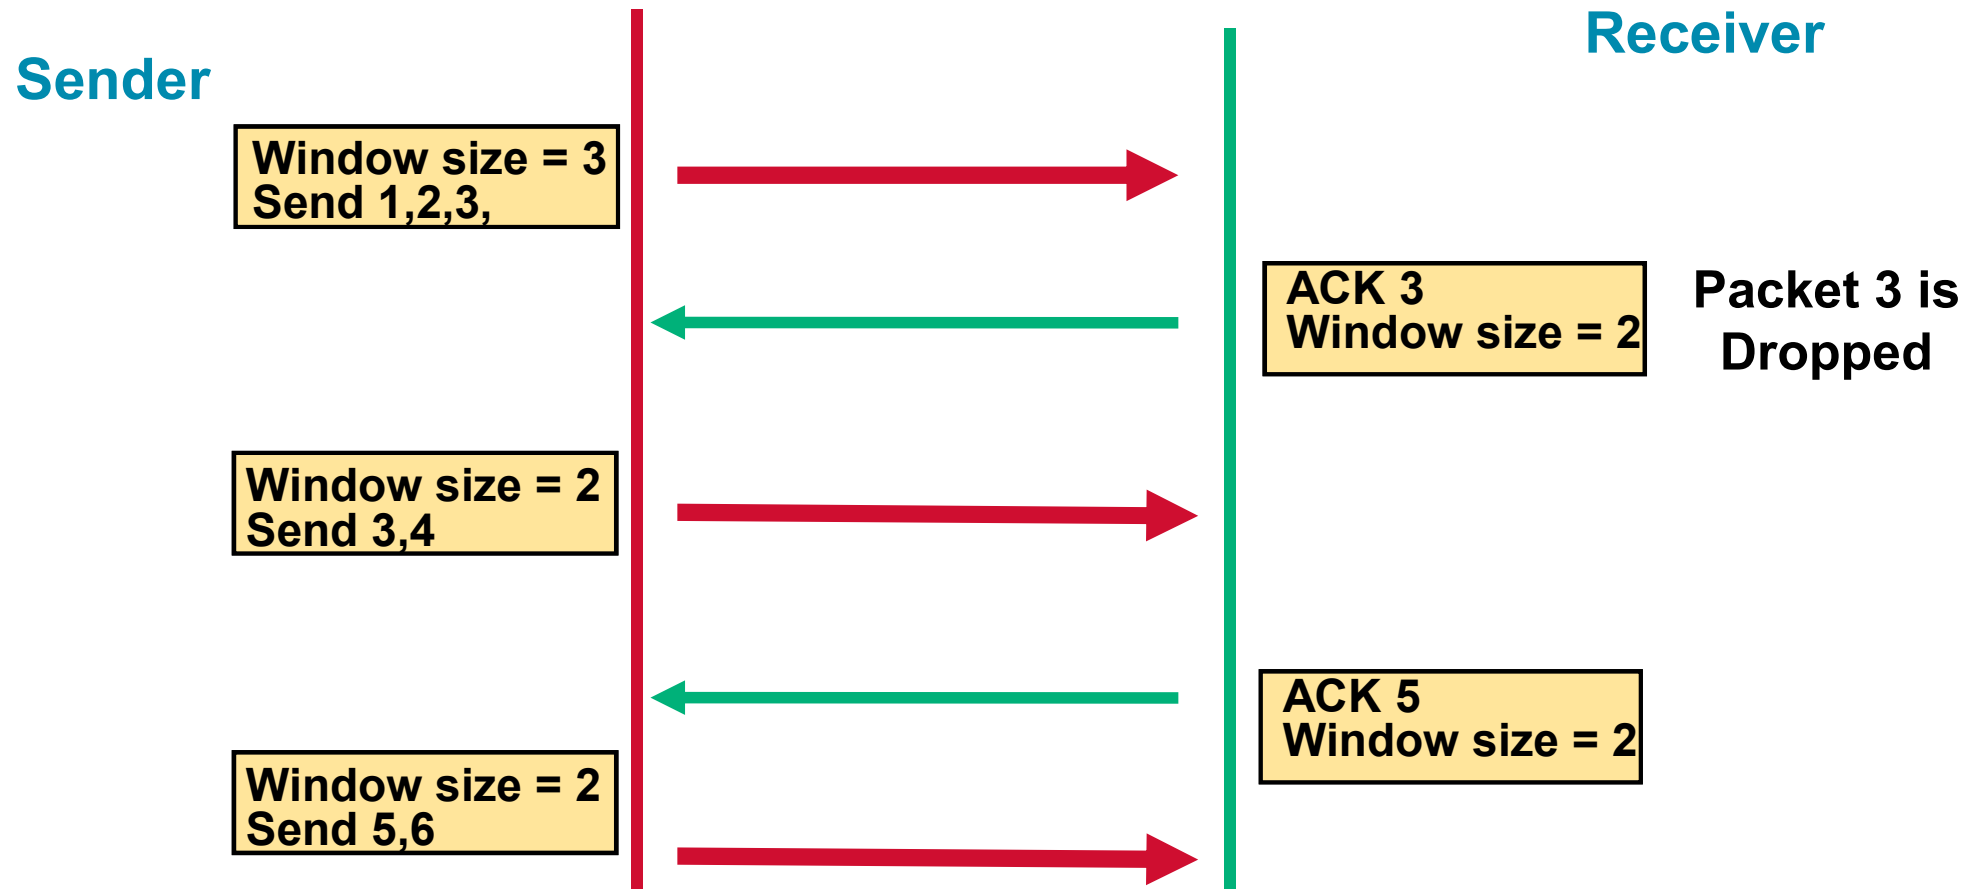 Receiver
Sender
Window size = 3
Send 1,2,3,
ACK 3
Window size = 2
Packet 3 is
Dropped
Window size = 2
Send 3,4
ACK 5
Window size = 2
Window size = 2
Send 5,6